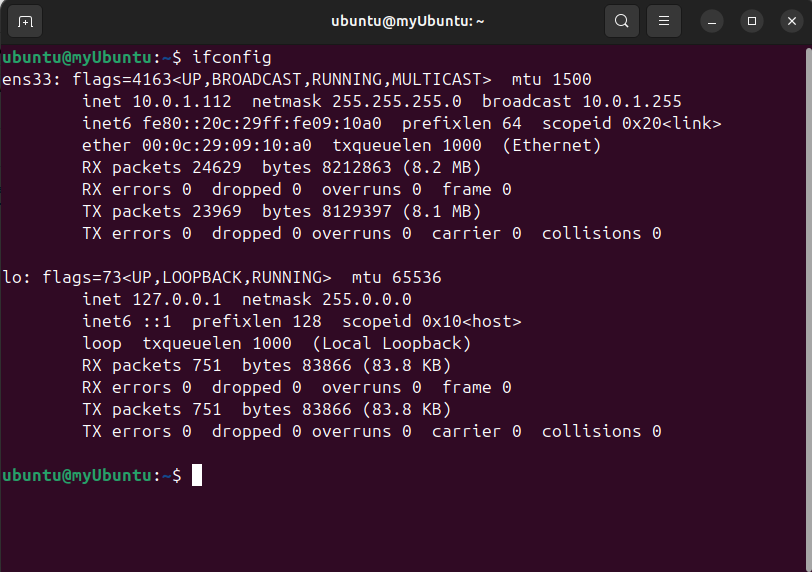 ubuntu@myUbuntu: ~
ubuntu@myUbuntu:~$ ifconfig
ens33: flags=4163<UP,BROADCAST,RUNNING,MULTICAST>  mtu 1500
        inet 10.0.1.112  netmask 255.255.255.0  broadcast 10.0.1.255
        inet6 fe80::20c:29ff:fe09:10a0  prefixlen 64  scopeid 0x20<link>
        ether 00:0c:29:09:10:a0  txqueuelen 1000  (Ethernet)
        RX packets 24629  bytes 8212863 (8.2 MB)
        RX errors 0  dropped 0  overruns 0  frame 0
        TX packets 23969  bytes 8129397 (8.1 MB)
        TX errors 0  dropped 0 overruns 0  carrier 0  collisions 0
lo: flags=73<UP,LOOPBACK,RUNNING>  mtu 65536
        inet 127.0.0.1  netmask 255.0.0.0
        inet6 ::1  prefixlen 128  scopeid 0x10<host>
        loop  txqueuelen 1000  (Local Loopback)
        RX packets 751  bytes 83866 (83.8 KB)
        RX errors 0  dropped 0  overruns 0  frame 0
        TX packets 751  bytes 83866 (83.8 KB)
        TX errors 0  dropped 0 overruns 0  carrier 0  collisions 0
ubuntu@myUbuntu:~$